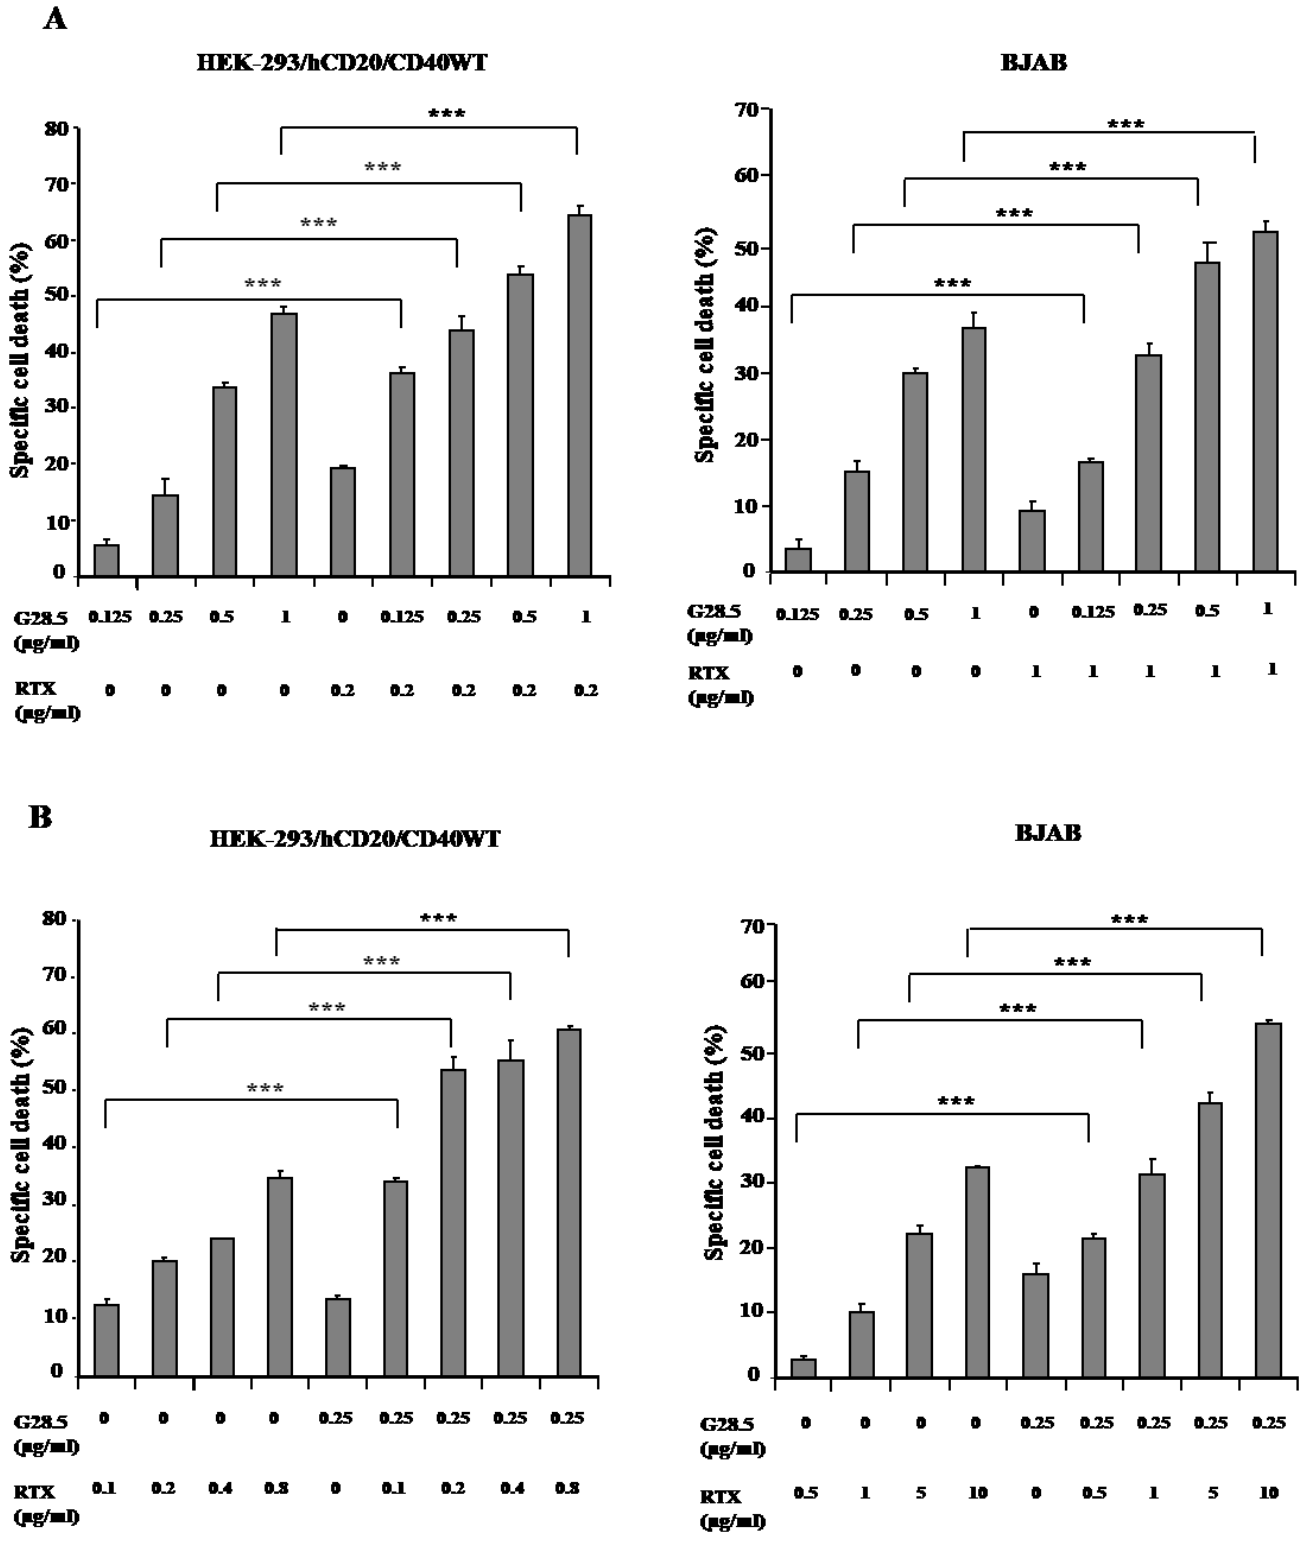 A
HEK-293/hCD20/CD40WT
***
***
***
***
80
70
60
50
40
30
20
10
0
Specific cell death (%)
G28.5 0.125 0.25 0.5 1 0 0.125 0.25 0.5 1
(µg/ml)
RTX 0 0 0 0 0.2 0.2 0.2 0.2 0.2
(µg/ml)
BJAB
***
***
***
***
70
60
50
40
30
20
10
0
Specific cell death (%)
G28.5 0.125 0.25 0.5 1 0 0.125 0.25 0.5 1
(µg/ml)
RTX 0 0 0 0 1 1 1 1 1
(µg/ml)
B
HEK-293/hCD20/CD40WT
***
***
***
***
80
70
60
50
40
30
20
10
0
Specific cell death (%)
G28.5 0 0 0 0 0.25 0.25 0.25 0.25 0.25
(µg/ml)
RTX 0.1 0.2 0.4 0.8 0 0.1 0.2 0.4 0.8
(µg/ml)
BJAB
***
***
***
***
70
60
50
40
30
20
10
0
Specific cell death (%)
G28.5 0 0 0 0 0.25 0.25 0.25 0.25 0.25
(µg/ml)
RTX 0.5 1 5 10 0 0.5 1 5 10
(µg/ml)